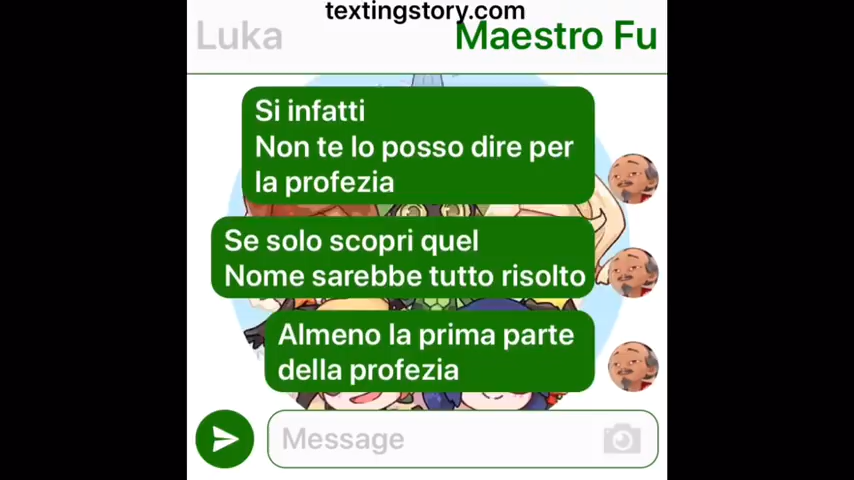 textingstory.com
Luka
Maestro Fu
Si infatti
Non te lo posso dire per
la profezia
Se solo scopri quel
Nome sarebbe tutto risolto
Almeno la prima parte
della profezia
Message